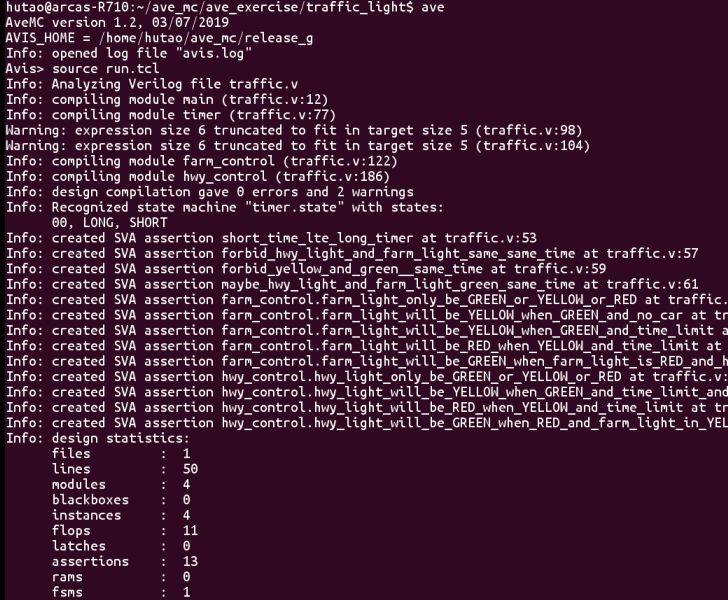 hutao@arcas-R710:~/ave_mc/ave_exercise/traffic_light$ ave
AveMC version 1.2, 03/07/2019
AVIS_HOME = /home/hutao/ave_mc/release_g
Info: opened log file "avis.log"
Avis> source run.tcl
Info: Analyzing Verilog file traffic.v
Info: compiling module main (traffic.v:12)
Info: compiling module timer (traffic.v:77)
Warning: expression size 6 truncated to fit in target size 5 (traffic.v:98)
Warning: expression size 6 truncated to fit in target size 5 (traffic.v:104)
Info: compiling module farm_control (traffic.v:122)
Info: compiling module hwy_control (traffic.v:186)
Info: design compilation gave 0 errors and 2 warnings
Info: Recognized state machine "timer.state" with states:
00, LONG, SHORT
Info: created SVA assertion short_time_lte_long_timer at traffic.v:53
Info: created SVA assertion forbid_hwy_light_and_farm_light_same_same_time at traffic.v:57
Info: created SVA assertion forbid_yellow_and_green__same_time at traffic.v:59
Info: created SVA assertion maybe_hwy_light_and_farm_light_green_same_time at traffic.v:61
Info: created SVA assertion farm_control.farm_light_only_be_GREEN_or_YELLOW_or_RED at traffic.
Info: created SVA assertion farm_control.farm_light_will_be_YELLOW_when_GREEN_and_no_car at tr
Info: created SVA assertion farm_control.farm_light_will_be_YELLOW_when_GREEN_and_time_limit a
Info: created SVA assertion farm_control.farm_light_will_be_RED_when_YELLOW_and_time_limit at
Info: created SVA assertion farm_control.farm_light_will_be_GREEN_when_farm_light_is_RED_and_h
Info: created SVA assertion hwy_control.hwy_light_only_be_GREEN_or_YELLOW_or_RED at traffic.v:
Info: created SVA assertion hwy_control.hwy_light_will_be_YELLOW_when_GREEN_and_time_limit_and
Info: created SVA assertion hwy_control.hwy_light_will_be_RED_when_YELLOW_and_time_limit at tr
Info: created SVA assertion hwy_control.hwy_light_will_be_GREEN_when_RED_and_farm_light_in_YEL
Info: design statistics:
files : 1
lines : 50
modules : 4
blackboxes : 0
instances : 4
flops : 11
latches : 0
assertions : 13
rams : 0
fsms : 1